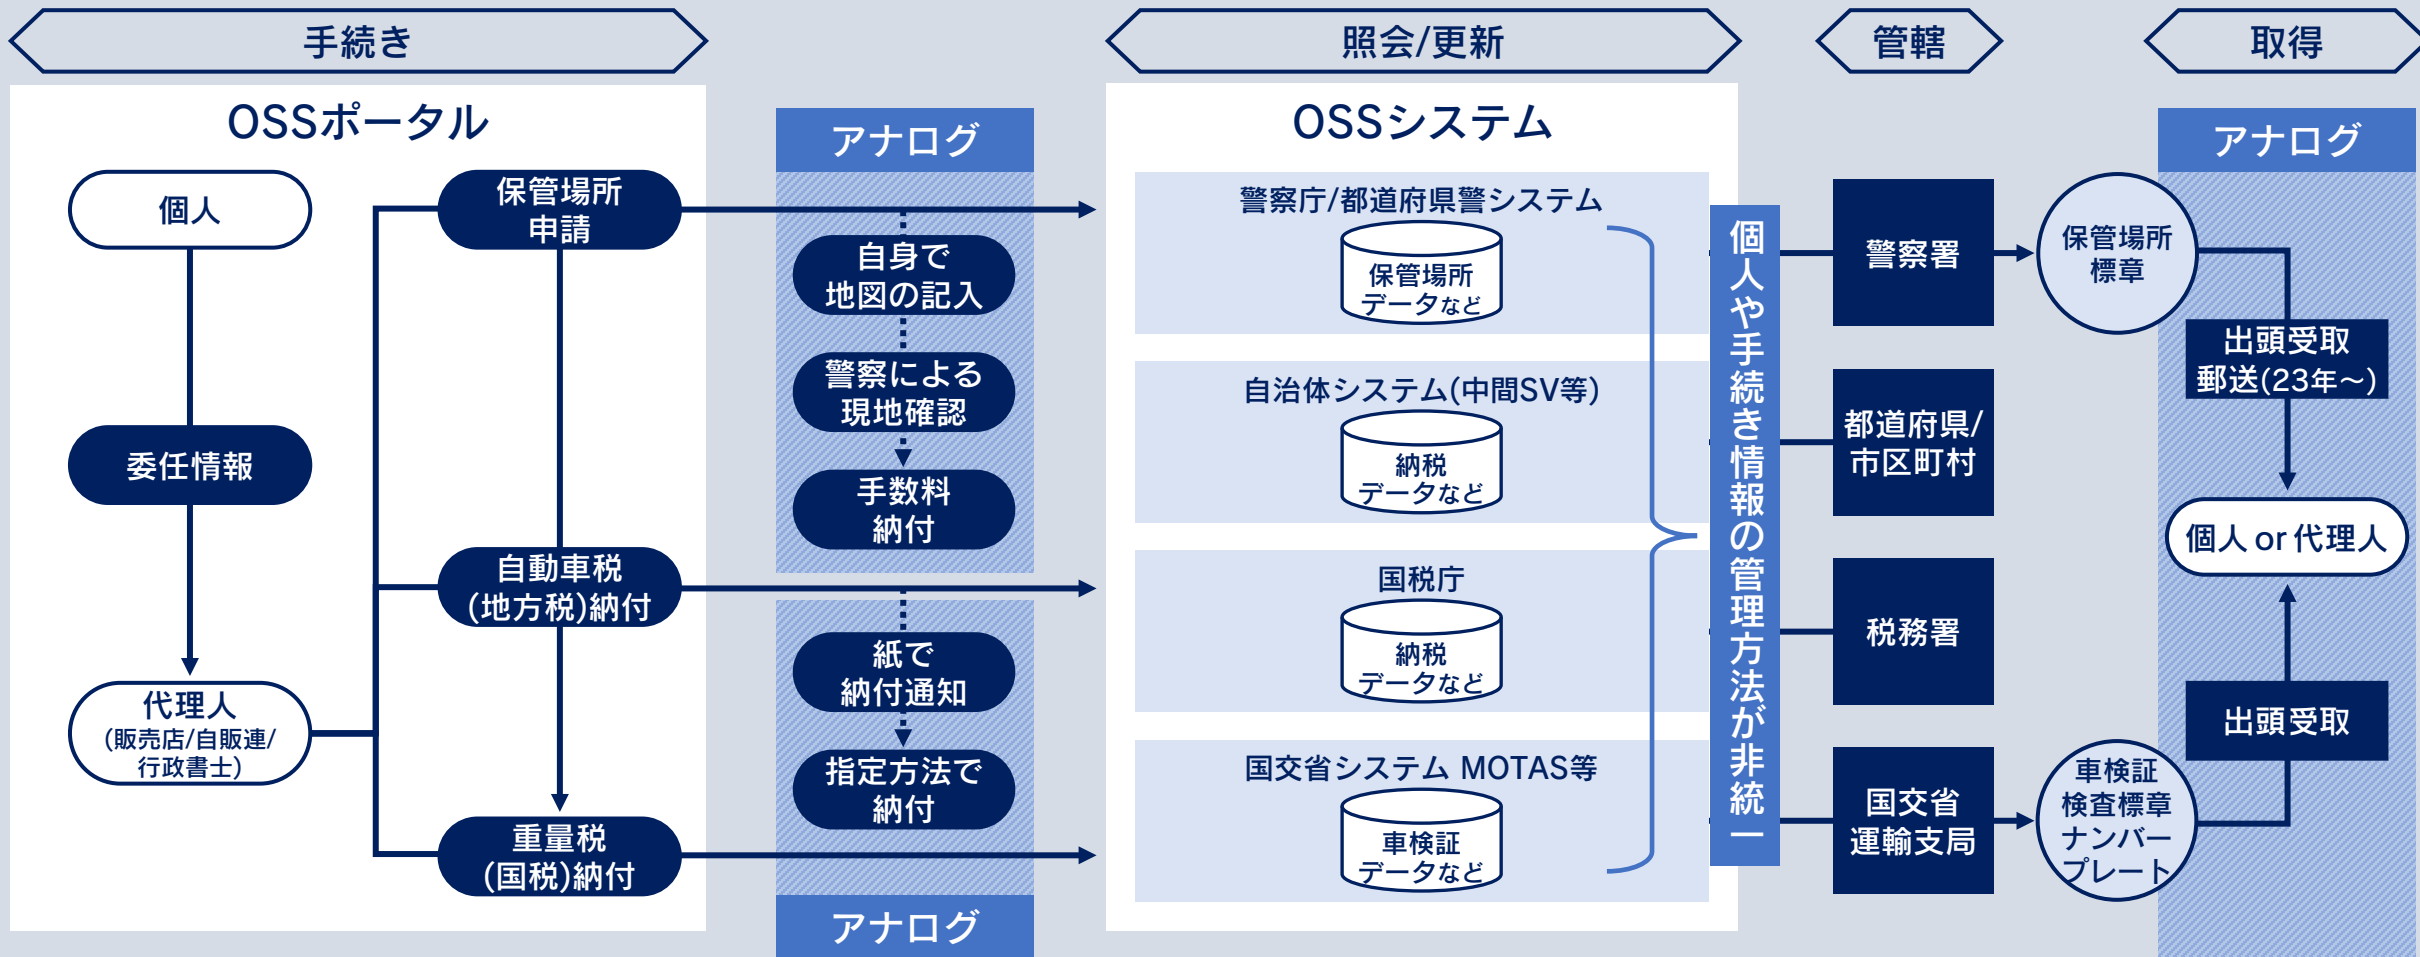 手続き
照会/更新
管轄
取得
OSSポータル
個人
委任情報
代理人
(販売店/自販連/
行政書士)
保管場所
申請
自動車税
(地方税)納付
重量税
(国税)納付
アナログ
自身で
地図の記入
警察による
現地確認
手数料
納付
紙で
納付通知
指定方法で
納付
アナログ
OSSシステム
警察庁/都道府県警システム
保管場所
データなど
自治体システム(中間SV等)
納税
データなど
国税庁
納税
データなど
国交省システム MOTAS等
車検証
データなど
個人や手続き情報の管理方法が非統一
警察署
都道府県/
市区町村
税務署
国交省
運輸支局
保管場所
標章
車検証
検査標章
ナンバー
プレート
アナログ
出頭受取
郵送(23年～)
個人 or 代理人
出頭受取